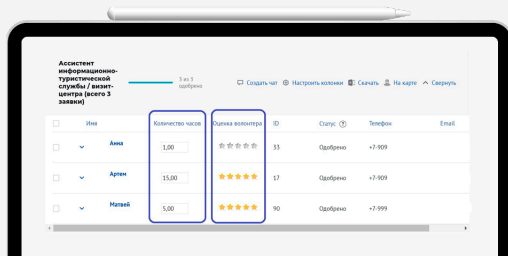 Ассистент
информационно-
туристической
службы / визит-
центра (всего 3
заявки)
3 из 3
одобрено
Создать чат Настроить колонки Скачать На карте Свернуть
Имя Количество часов Оценка волонтера ID Статус ? Телефон Email
Анна 1,00 33 Одобрено +7-909
Артем 15,00 17 Одобрено +7-909
Матвей 5,00 90 Одобрено +7-999